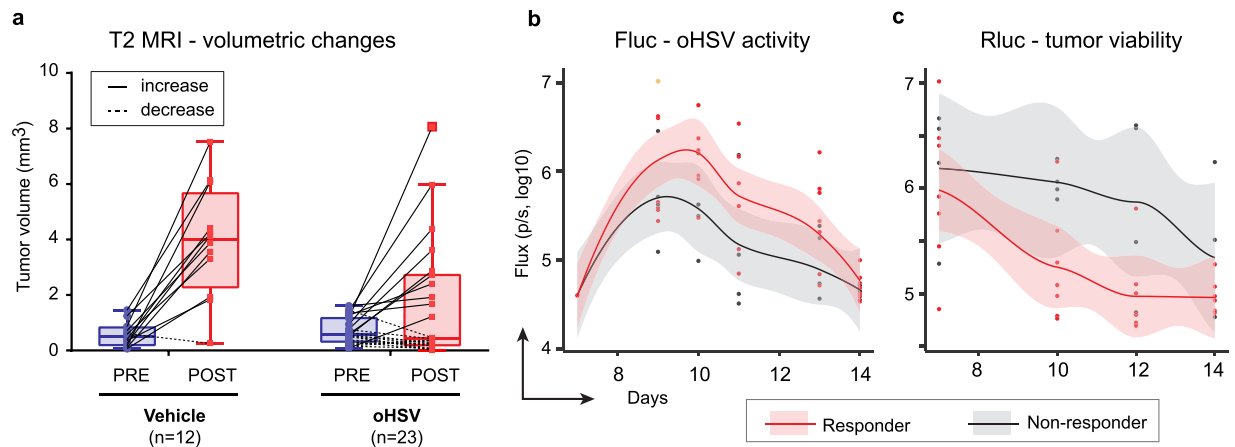 a
T2 MRI - volumetric changes
increase
decrease
Tumor volume (mm3)
10
8
6
4
2
0
PRE
POST
PRE
POST
Vehicle
(n=12)
oHSV
(n=23)
b
Fluc - oHSV activity
Flux (p/s, log10)
7
6
5
4
8
10
12
14
Days
c
Rluc - tumor viability
7
6
5
8
10
12
14
Responder
Non-responder